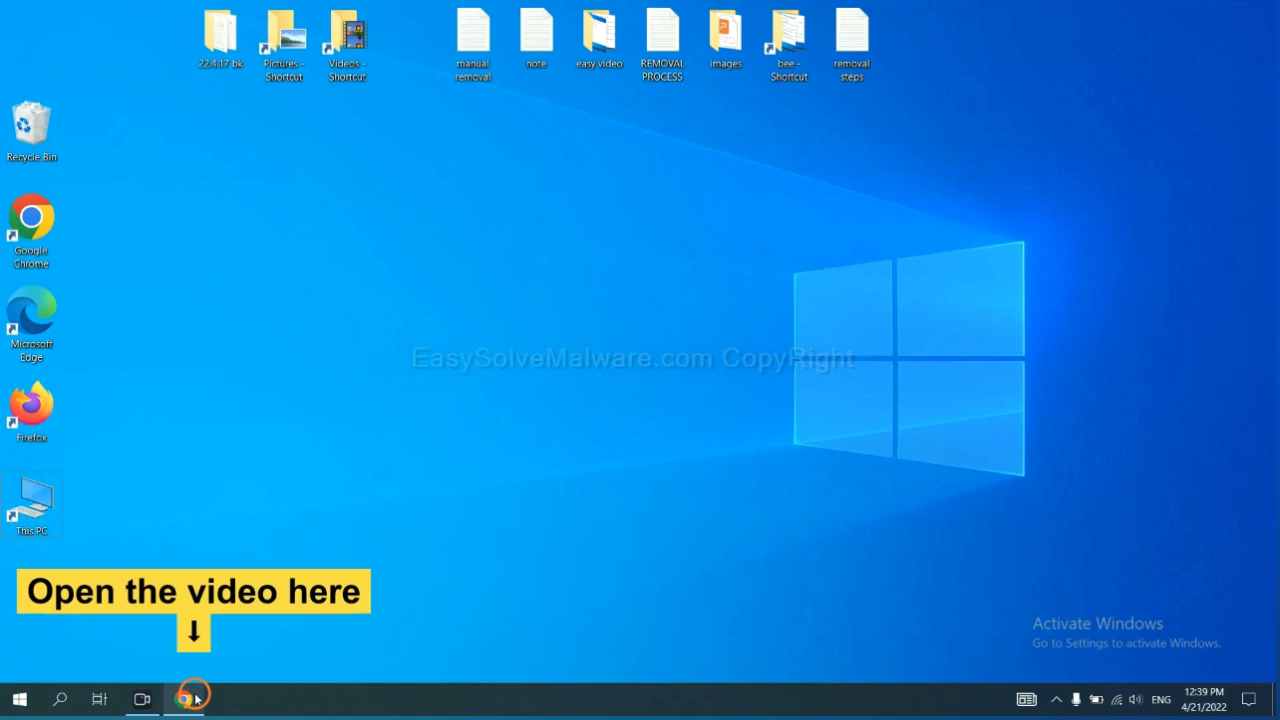 22.4.17 bk
Pictures -
Shortcut
Videos -
Shortcut
manual
removal
note
easy video
REMOVAL
PROCESS
images
bee -
Shortcut
removal
steps
Recycle Bin
Google
Chrome
Microsoft
Edge
Firefox
This PC
EasySolveMalware.com CopyRight
Open the video here
↓
Activate Windows
Go to Settings to activate Windows.
ENG
12:39 PM
4/21/2022